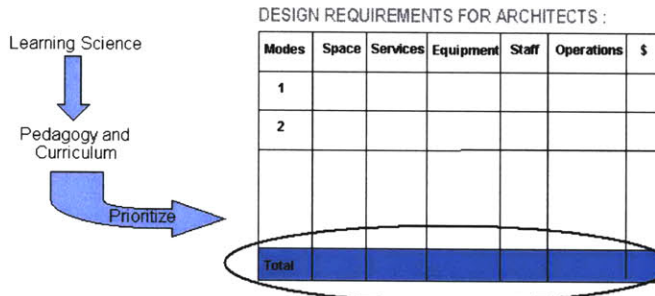 DESIGN REQUIREMENTS FOR ARCHITECTS :
Learning Science
Pedagogy and
Curriculum
Prioritize
Modes Space Services Equipment Staff Operations $
1
2
Total